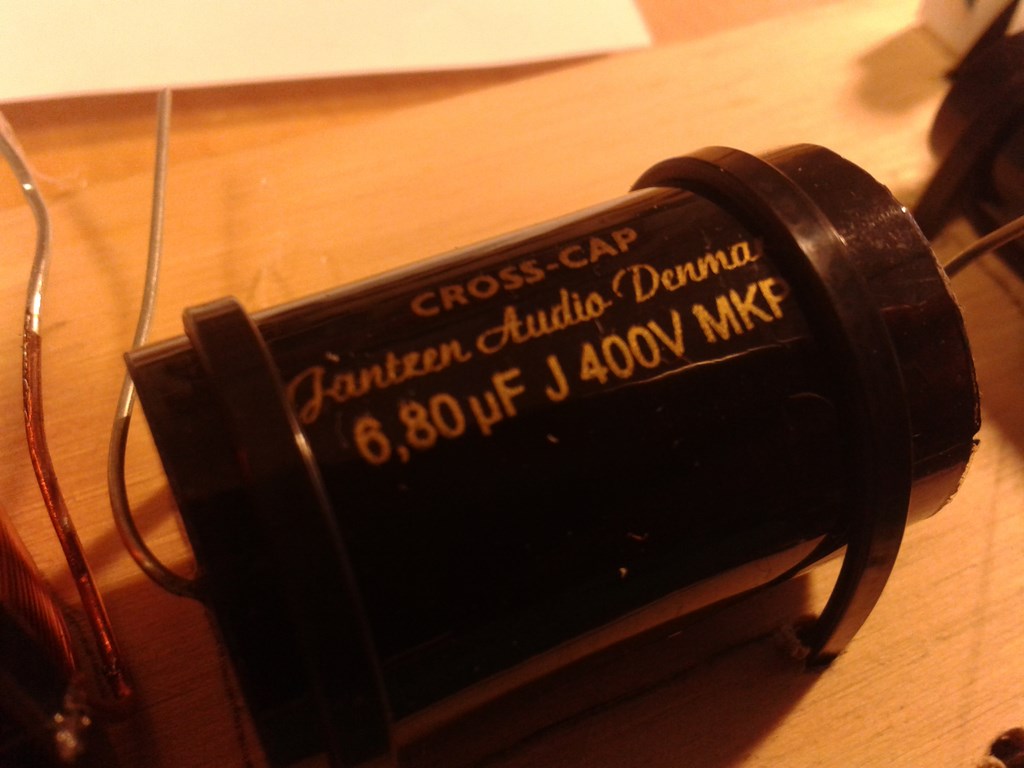 CROSS-CAP
Jantzen Audio Denma
6,80µF J 400V MKP